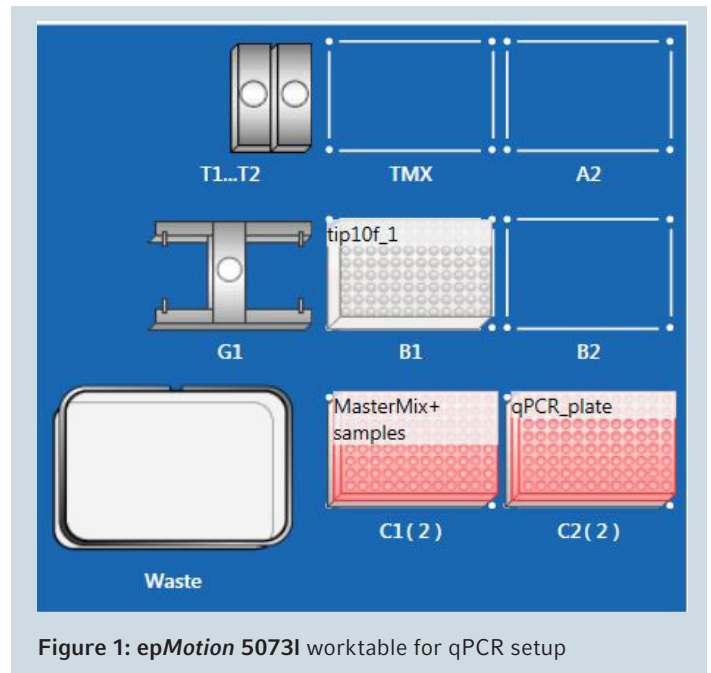 T1...T2
TMX
A2
tip10f_1
G1
B1
B2
MasterMix+
samples
qPCR_plate
C1(2)
C2(2)
Waste
Figure 1: epMotion 5073l worktable for qPCR setup